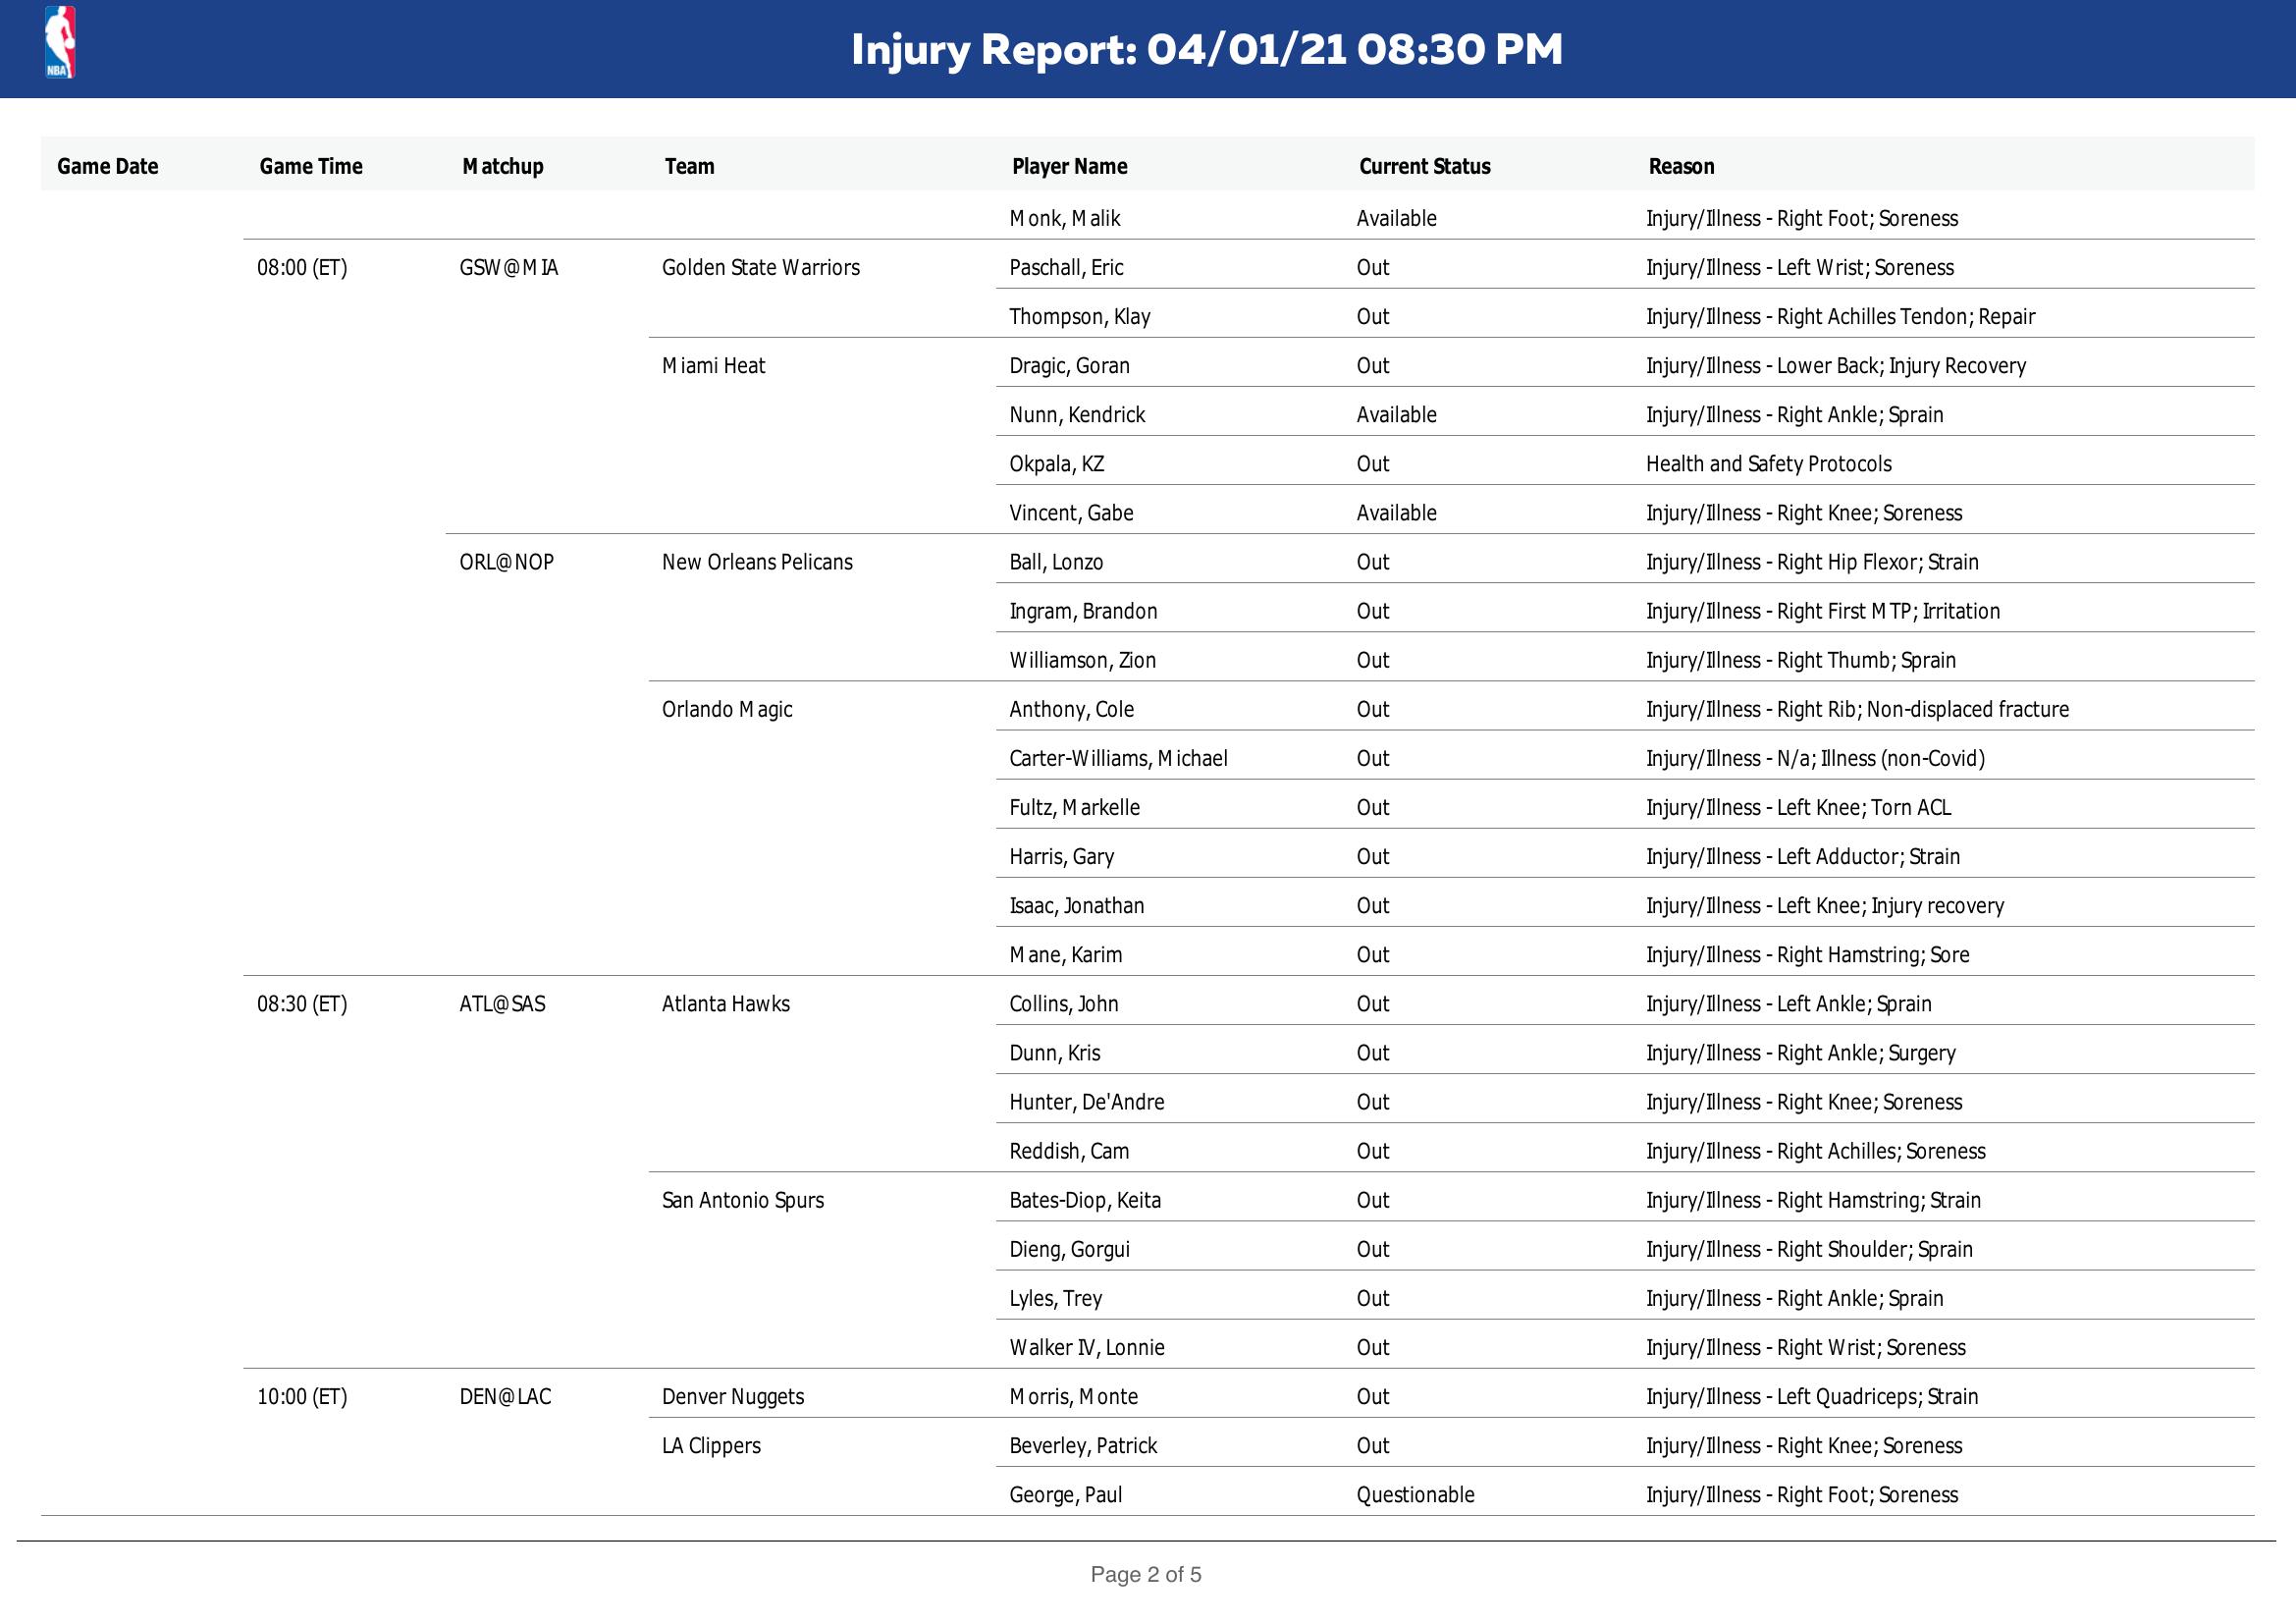 NBA
Injury Report: 04/01/21 08:30 PM
Game Date Game Time Matchup Team Player Name Current Status Reason
Monk, Malik Available Injury/Illness - Right Foot; Soreness
08:00 (ET) GSW@MIA Golden State Warriors Paschall, Eric Out Injury/Illness - Left Wrist; Soreness
Thompson, Klay Out Injury/Illness - Right Achilles Tendon; Repair
Miami Heat Dragic, Goran Out Injury/Illness - Lower Back; Injury Recovery
Nunn, Kendrick Available Injury/Illness - Right Ankle; Sprain
Okpala, KZ Out Health and Safety Protocols
Vincent, Gabe Available Injury/Illness - Right Knee; Soreness
ORL@NOP New Orleans Pelicans Ball, Lonzo Out Injury/Illness - Right Hip Flexor; Strain
Ingram, Brandon Out Injury/Illness - Right First MTP; Irritation
Williamson, Zion Out Injury/Illness - Right Thumb; Sprain
Orlando Magic Anthony, Cole Out Injury/Illness - Right Rib; Non-displaced fracture
Carter-Williams, Michael Out Injury/Illness - N/a; Illness (non-Covid)
Fultz, Markelle Out Injury/Illness - Left Knee; Torn ACL
Harris, Gary Out Injury/Illness - Left Adductor; Strain
Isaac, Jonathan Out Injury/Illness - Left Knee; Injury recovery
Mane, Karim Out Injury/Illness - Right Hamstring; Sore
08:30 (ET) ATL@SAS Atlanta Hawks Collins, John Out Injury/Illness - Left Ankle; Sprain
Dunn, Kris Out Injury/Illness - Right Ankle; Surgery
Hunter, De'Andre Out Injury/Illness - Right Knee; Soreness
Reddish, Cam Out Injury/Illness - Right Achilles; Soreness
San Antonio Spurs Bates-Diop, Keita Out Injury/Illness - Right Hamstring; Strain
Dieng, Gorgui Out Injury/Illness - Right Shoulder; Sprain
Lyles, Trey Out Injury/Illness - Right Ankle; Sprain
Walker IV, Lonnie Out Injury/Illness - Right Wrist; Soreness
10:00 (ET) DEN@LAC Denver Nuggets Morris, Monte Out Injury/Illness - Left Quadriceps; Strain
LA Clippers Beverley, Patrick Out Injury/Illness - Right Knee; Soreness
George, Paul Questionable Injury/Illness - Right Foot; Soreness
Page 2 of 5